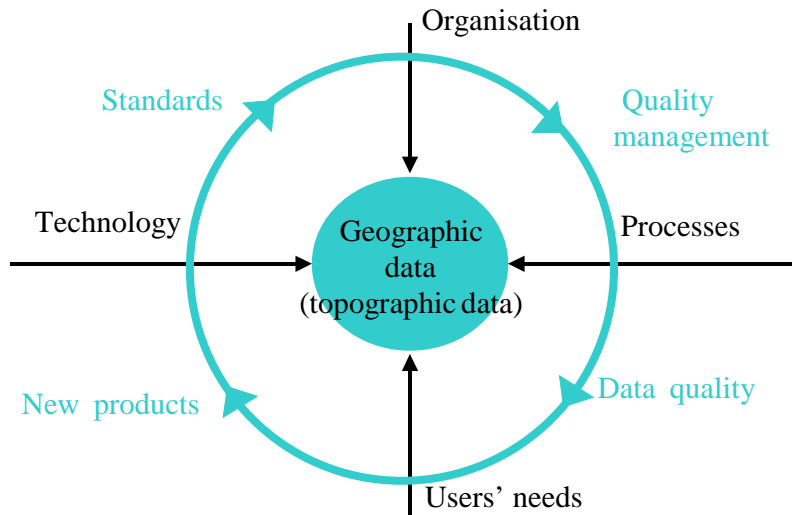 Organisation
Standards
Quality
management
Technology
Processes
Geographic
data
(topographic data)
New products
Data quality
Users’ needs